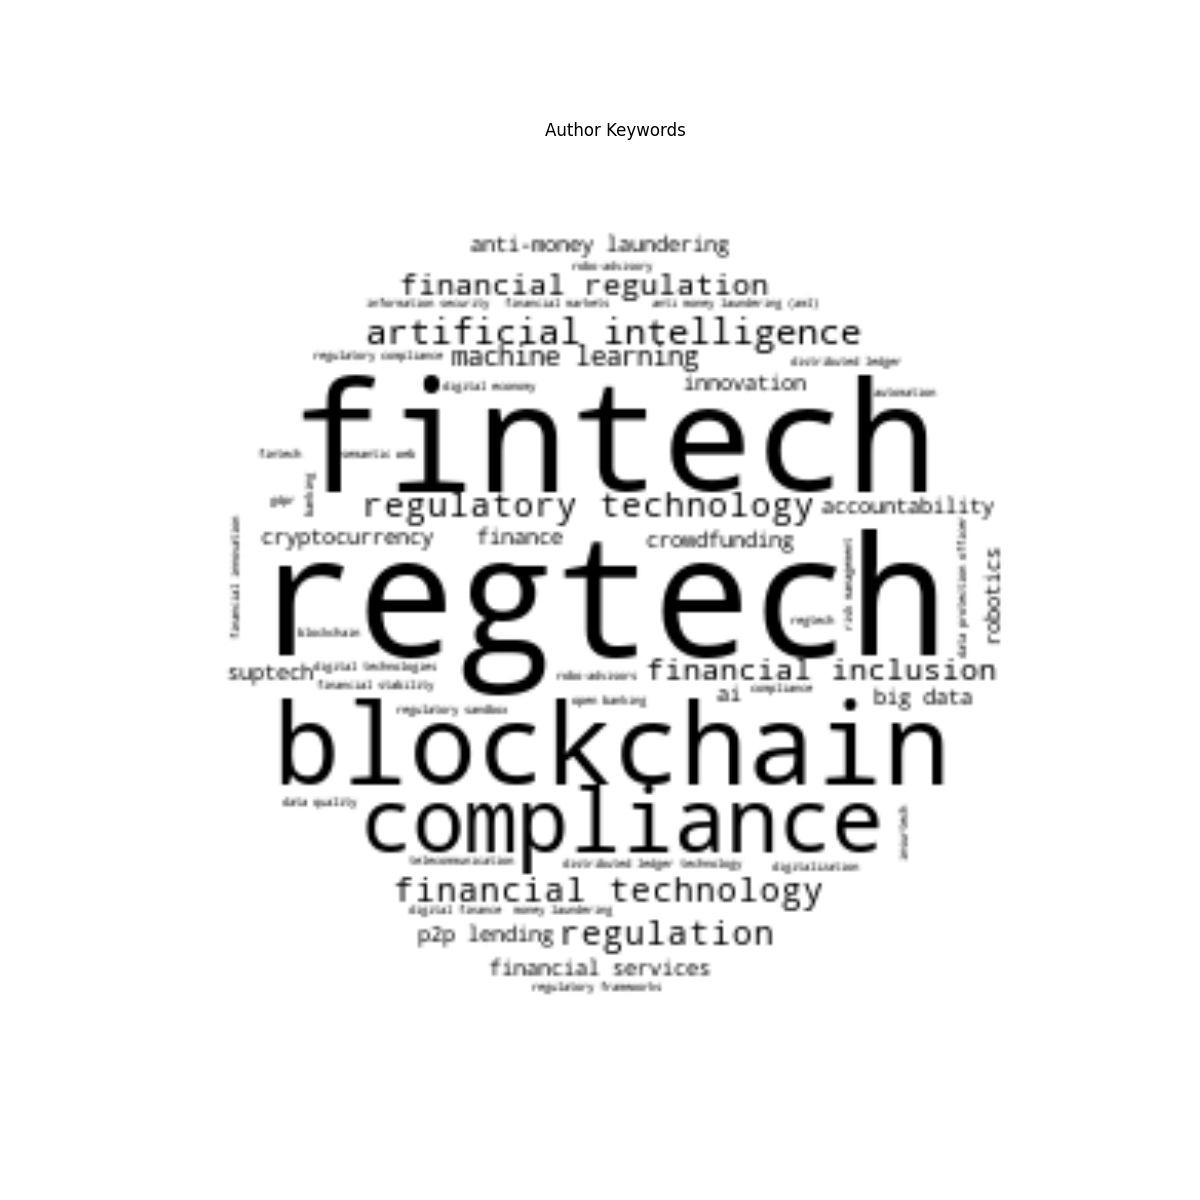 Author Keywords
anti-money laundering
robo-advisory
financial regulation
information security financial markets anti money laundering (aml)
artificial intelligence
regulatory compliance machine learning distributed ledger
digital economy innovation
automation
fintech
fintech semantic web
banking
gdpr
regulatory technology accountability
cryptocurrency finance crowdfunding
financial innovation
regtech
risk management
data protection officer
robotics
regtech
blockchain
suptech digital technologies robo-advisors financial inclusion
financial stability
ai compliance big data
regulatory sandbox open banking
blockchain
data quality
compliance
insurtech
telecommunication distributed ledger technology digitalization
financial technology
digital finance money laundering
p2p lending regulation
financial services
regulatory frameworks